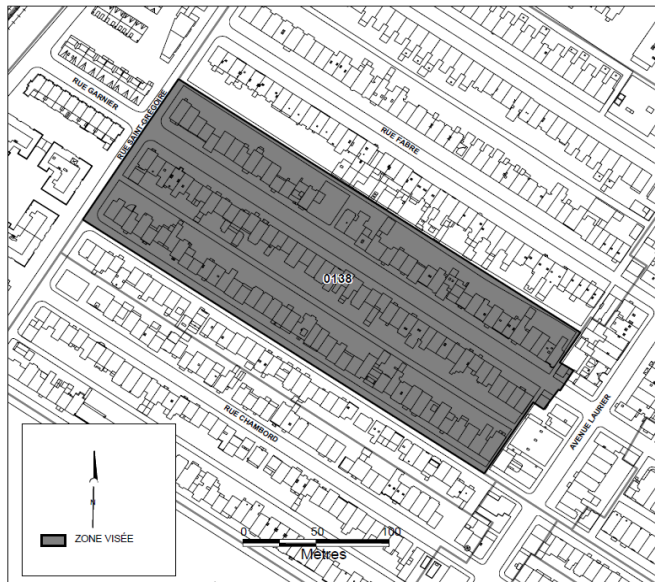 RUE GARNIER
RUE SAINT-GRÉGOIRE
RUE FABRE
0138
RUE CHAMBORD
AVENUE LAURIER
N
ZONE VISÉE
0 50 100
Mètres